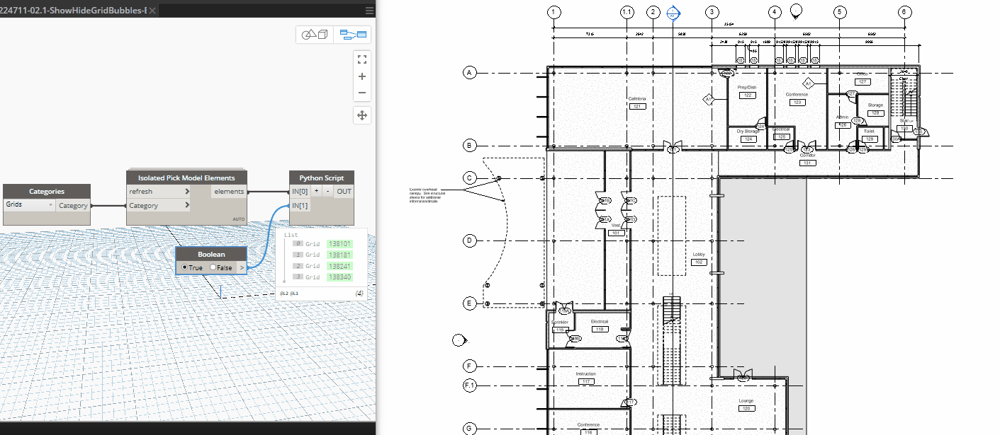 224711-02.1-ShowHideGridBubbles-
Categories
Grids
Category
Isolated Pick Model Elements
refresh
elements
Category
AUTO
Python Script
IN[0] + - OUT
IN[1]
Boolean
True False >
List
0 Grid 138101
1 Grid 138181
2 Grid 138241
3 Grid 138340
@L2 @L1 {4}
1 1.1 2 3 4 5 6
A
B
C
D
E
F
F.1
G
Cafeteria
121
Prep/Dish
122
Conference
123
A1
A1
Office
127
Storage
128
Admin
126
Toilet
129
Stair
130
Dry Storage
124
Electrical
125
Corridor
131
Exterior overhead
canopy. See structural
sheets for additional
information/details
Vest.
101
Lobby
102
UP
Sprinkler
119
Electrical
118
Instruction
117
117
Lounge
120
Conference
116